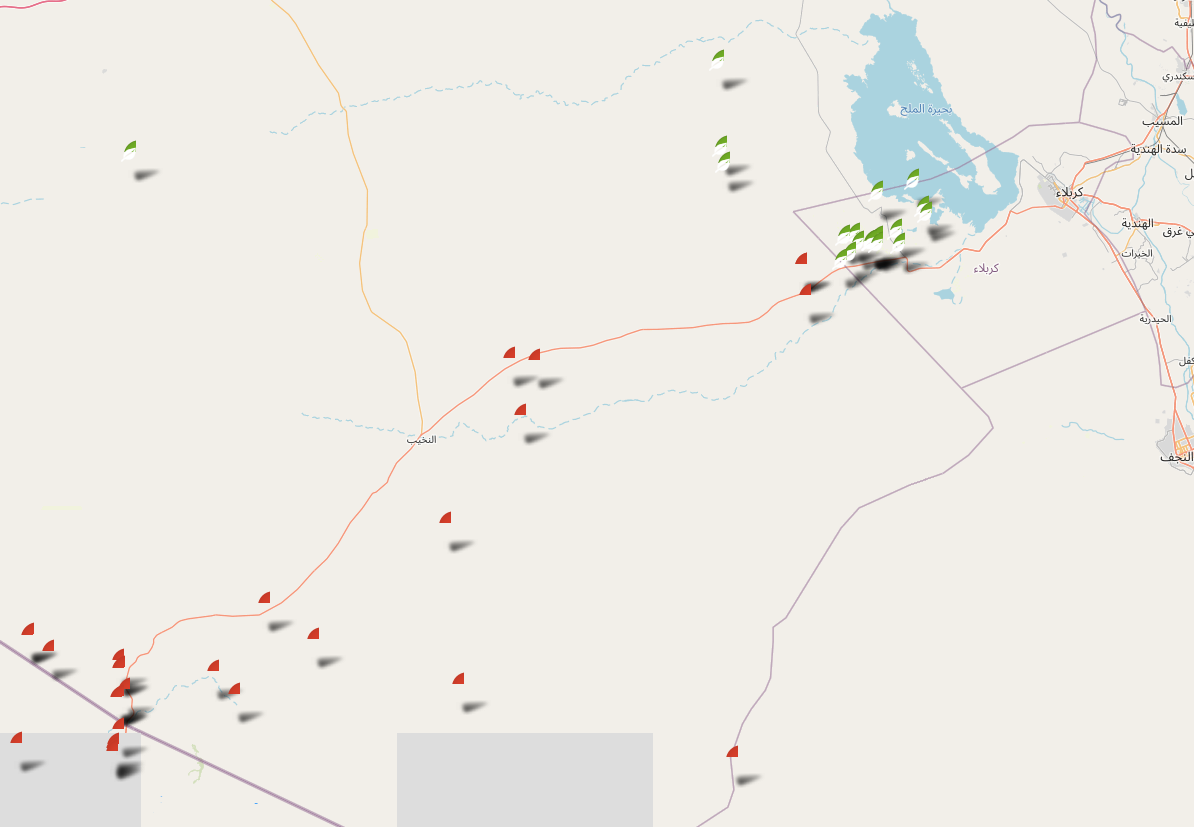 بحيرة الملح
المسيب
سدة الهندية
كربلاء
الهندية
الخيرات
كربلاء
الحيدرية
النخيب
النجف